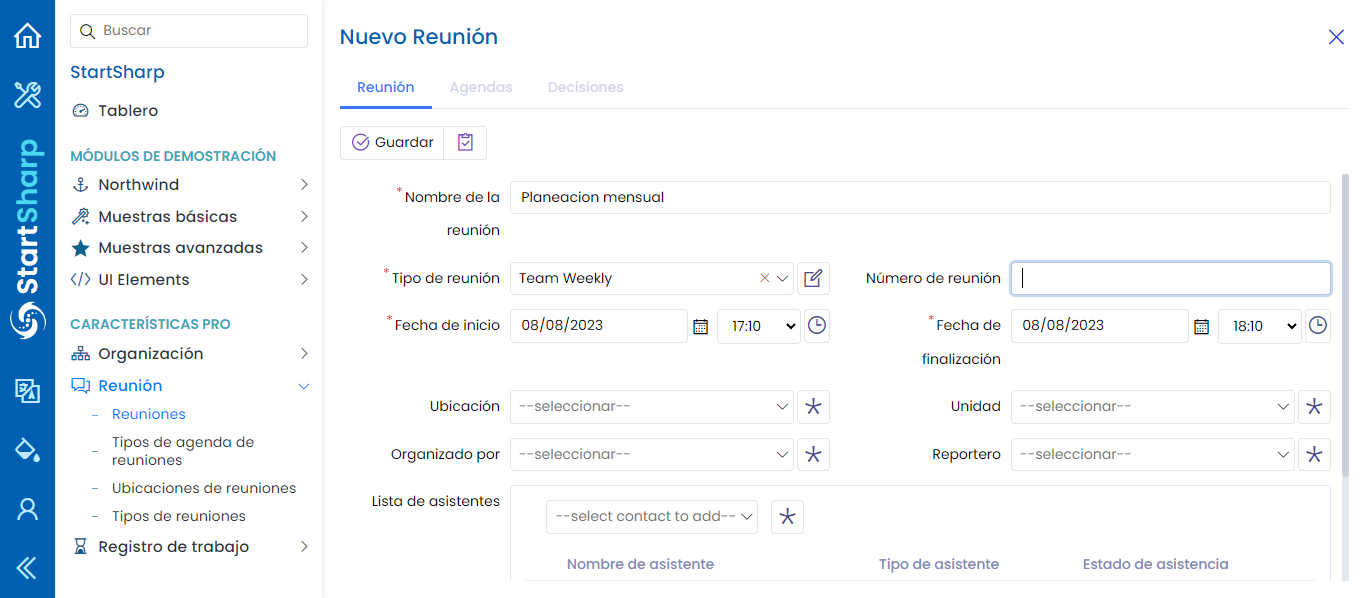 StartSharp
Buscar
StartSharp
Tablero
MÓDULOS DE DEMOSTRACIÓN
Northwind
Muestras básicas
Muestras avanzadas
UI Elements
CARACTERÍSTICAS PRO
Organización
Reunión
Reuniones
Tipos de agenda de
reuniones
Ubicaciones de reuniones
Tipos de reuniones
Registro de trabajo
Nuevo Reunión
Reunión Agendas Decisiones
Guardar
*Nombre de la
reunión
Planeacion mensual
*Tipo de reunión Team Weekly
Número de reunión
*Fecha de inicio 08/08/2023 17:10
*Fecha de
finalización
08/08/2023 18:10
Ubicación --seleccionar--
Unidad --seleccionar--
Organizado por --seleccionar--
Reportero --seleccionar--
Lista de asistentes
--select contact to add--
Nombre de asistente Tipo de asistente Estado de asistencia